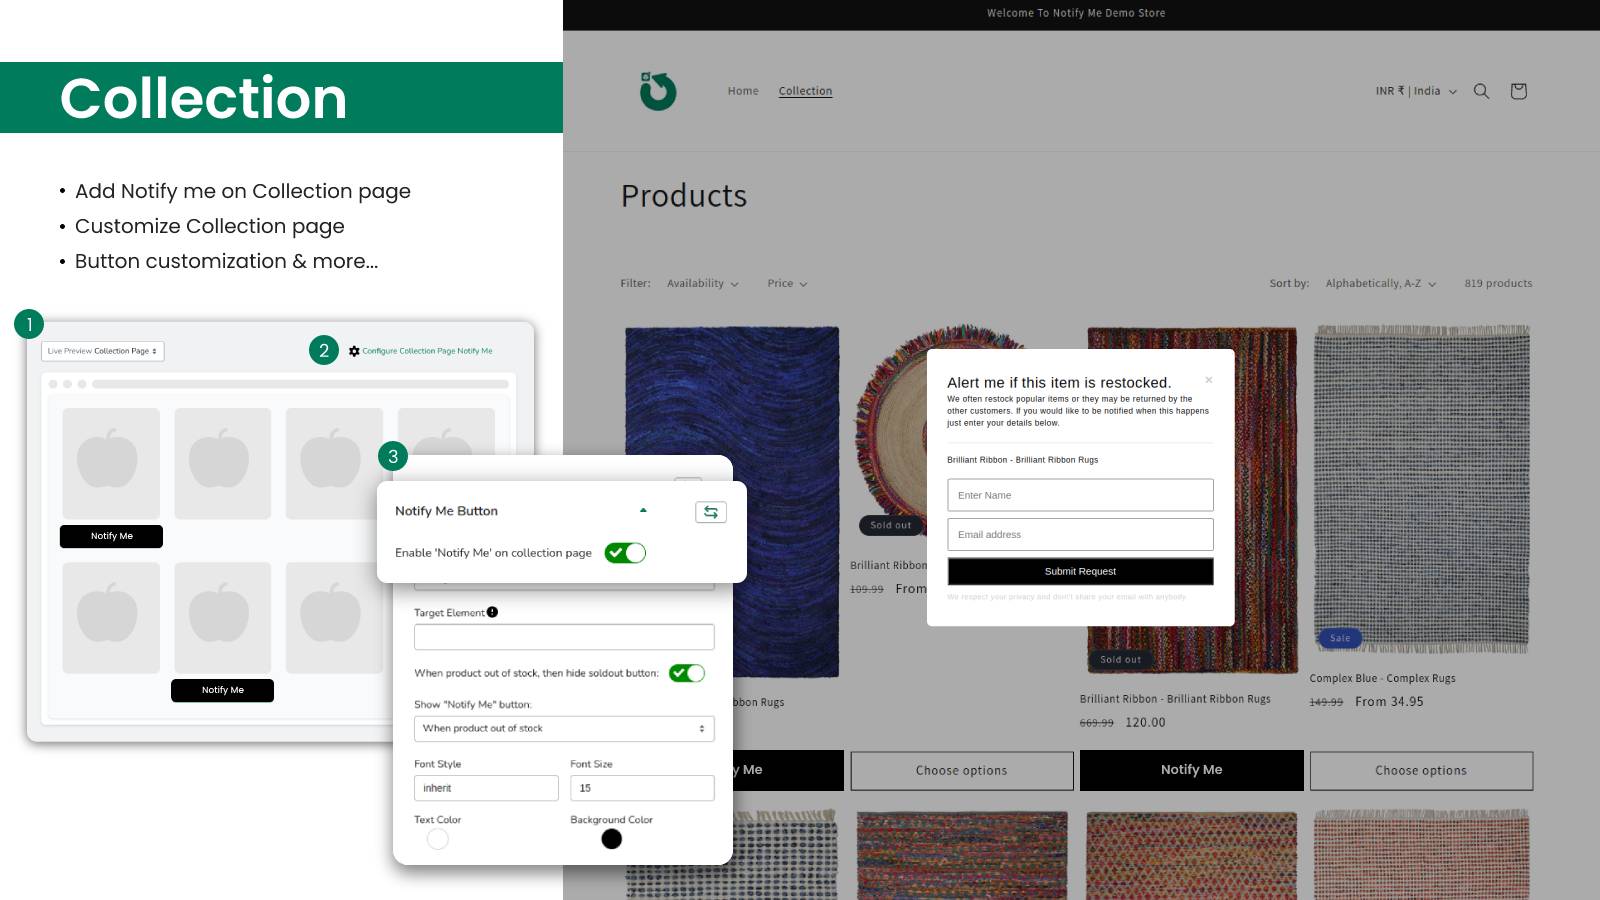 Collection
• Add Notify me on Collection page
• Customize Collection page
• Button customization & more...
1
Live Preview Collection Page
2
Configure Collection Page Notify Me
Notify Me
Notify Me
3
Notify Me Button
Enable 'Notify Me' on collection page
Target Element
When product out of stock, then hide soldout button:
Show "Notify Me" button:
When product out of stock
Font Style
Font Size
inherit
15
Text Color
Background Color
Welcome To Notify Me Demo Store
Home
Collection
INR ₹ | India
Products
Filter:
Availability
Price
Sort by:
Alphabetically, A-Z
819 products
Alert me if this item is restocked.
×
We often restock popular items or they may be returned by the
other customers. If you would like to be notified when this happens
just enter your details below.
Brilliant Ribbon - Brilliant Ribbon Rugs
Enter Name
Email address
Submit Request
We respect your privacy and don't share your email with anybody.
Sold out
Sold out
Sale
bbon Rugs
Brilliant Ribbon
109.99 From
Brilliant Ribbon - Brilliant Ribbon Rugs
669.99 120.00
Complex Blue - Complex Rugs
149.99 From 34.95
y Me
Choose options
Notify Me
Choose options